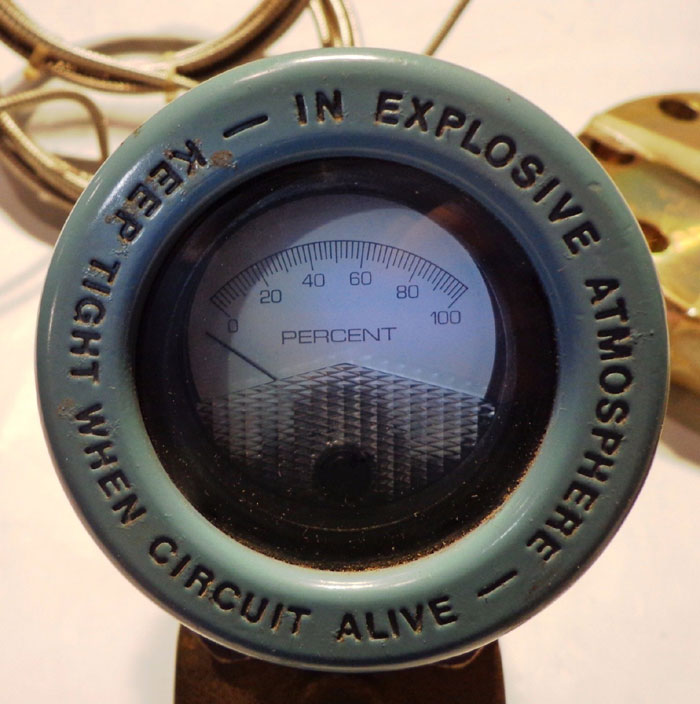 KEEP TIGHT WHEN CIRCUIT ALIVE — IN EXPLOSIVE ATMOSPHERE —
0 20 40 60 80 100
PERCENT